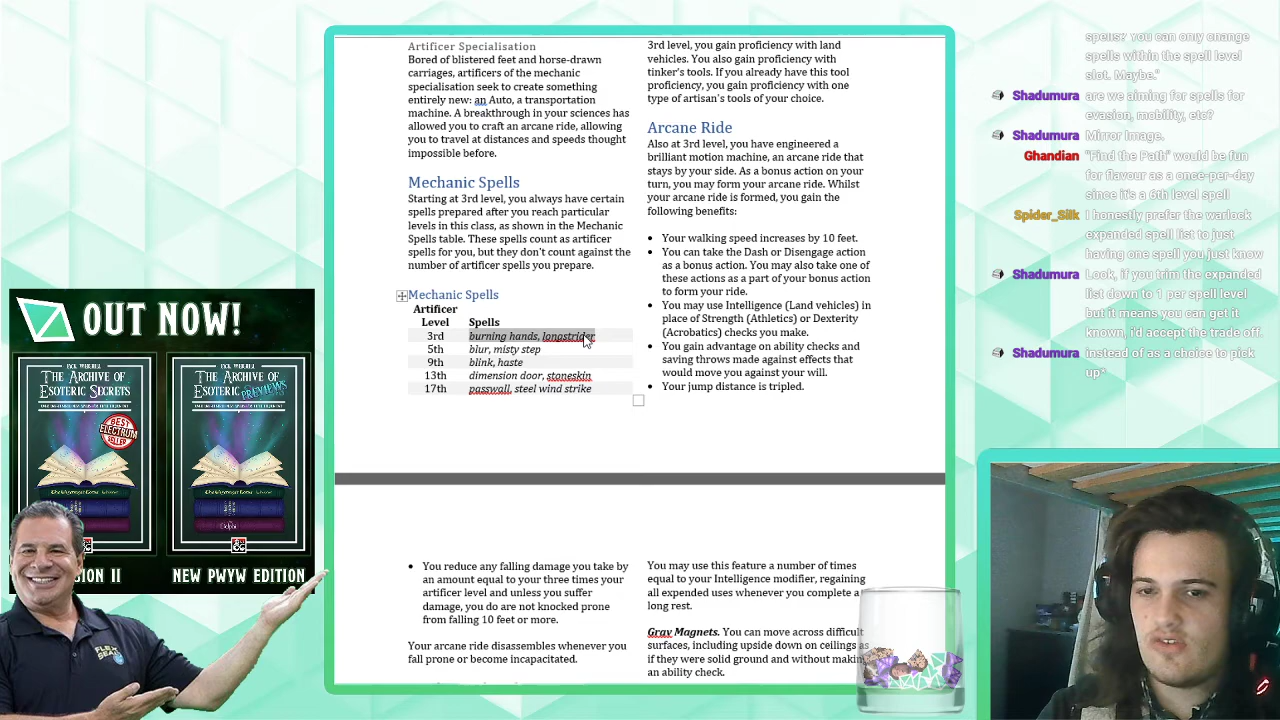 Artificer Specialisation
Bored of blistered feet and horse-drawn
carriages, artificers of the mechanic
specialisation seek to create something
entirely new: an Auto, a transportation
machine. A breakthrough in your sciences has
allowed you to craft an arcane ride, allowing
you to travel at distances and speeds thought
impossible before.
Mechanic Spells
Starting at 3rd level, you always have certain
spells prepared after you reach particular
levels in this class, as shown in the Mechanic
Spells table. These spells count as artificer
spells for you, but they don't count against the
number of artificer spells you prepare.
Mechanic Spells
Artificer
Level Spells
3rd burning hands, longstrider
5th blur, misty step
9th blink, haste
13th dimension door, stoneskin
17th passwall, steel wind strike
3rd level, you gain proficiency with land
vehicles. You also gain proficiency with
tinker's tools. If you already have this tool
proficiency, you gain proficiency with one
type of artisan's tools of your choice.
Arcane Ride
Also at 3rd level, you have engineered a
brilliant motion machine, an arcane ride that
stays by your side. As a bonus action on your
turn, you may form your arcane ride. Whilst
your arcane ride is formed, you gain the
following benefits:
• Your walking speed increases by 10 feet.
• You can take the Dash or Disengage action
as a bonus action. You may also take one of
these actions as a part of your bonus action
to form your ride.
• You may use Intelligence (Land vehicles) in
place of Strength (Athletics) or Dexterity
(Acrobatics) checks you make.
• You gain advantage on ability checks and
saving throws made against effects that
would move you against your will.
• Your jump distance is tripled.
• You reduce any falling damage you take by
an amount equal to your three times your
artificer level and unless you suffer
damage, you do are not knocked prone
from falling 10 feet or more.
Your arcane ride disassembles whenever you
fall prone or become incapacitated.
You may use this feature a number of times
equal to your Intelligence modifier, regaining
all expended uses whenever you complete a
long rest.
Grav Magnets. You can move across difficult
surfaces, including upside down on ceilings as
if they were solid ground and without making
an ability check.
OUT NOW!
THE ARCHIVE OF
ESOTERIC SECRETS
BEST
ELECTRUM
SELLER
THE ARCHIVE OF
ESOTERIC PREVIEWS
ION II
NEW PWYW EDITION
FLEX
SEAL
spells? You can only change
spells within the spell level
slot. Maybe."
Shadumura are we aiming for spells for
evasion, mobility, etc?
Shadumura Mirror Image.
Ghandian "Find the Path" would be fun
for flavour as a once-per-day
since it's a 6th level spell
Spider_Silk I honestly prefer the warlock
expanded spell list to just
having one spell you just know
Shadumura Look, if you trim the expanded
list down to 1 per spell level
but it means you can get it
known, i'd accept the trade off.
Shadumura instead of as a choice to pick
up*